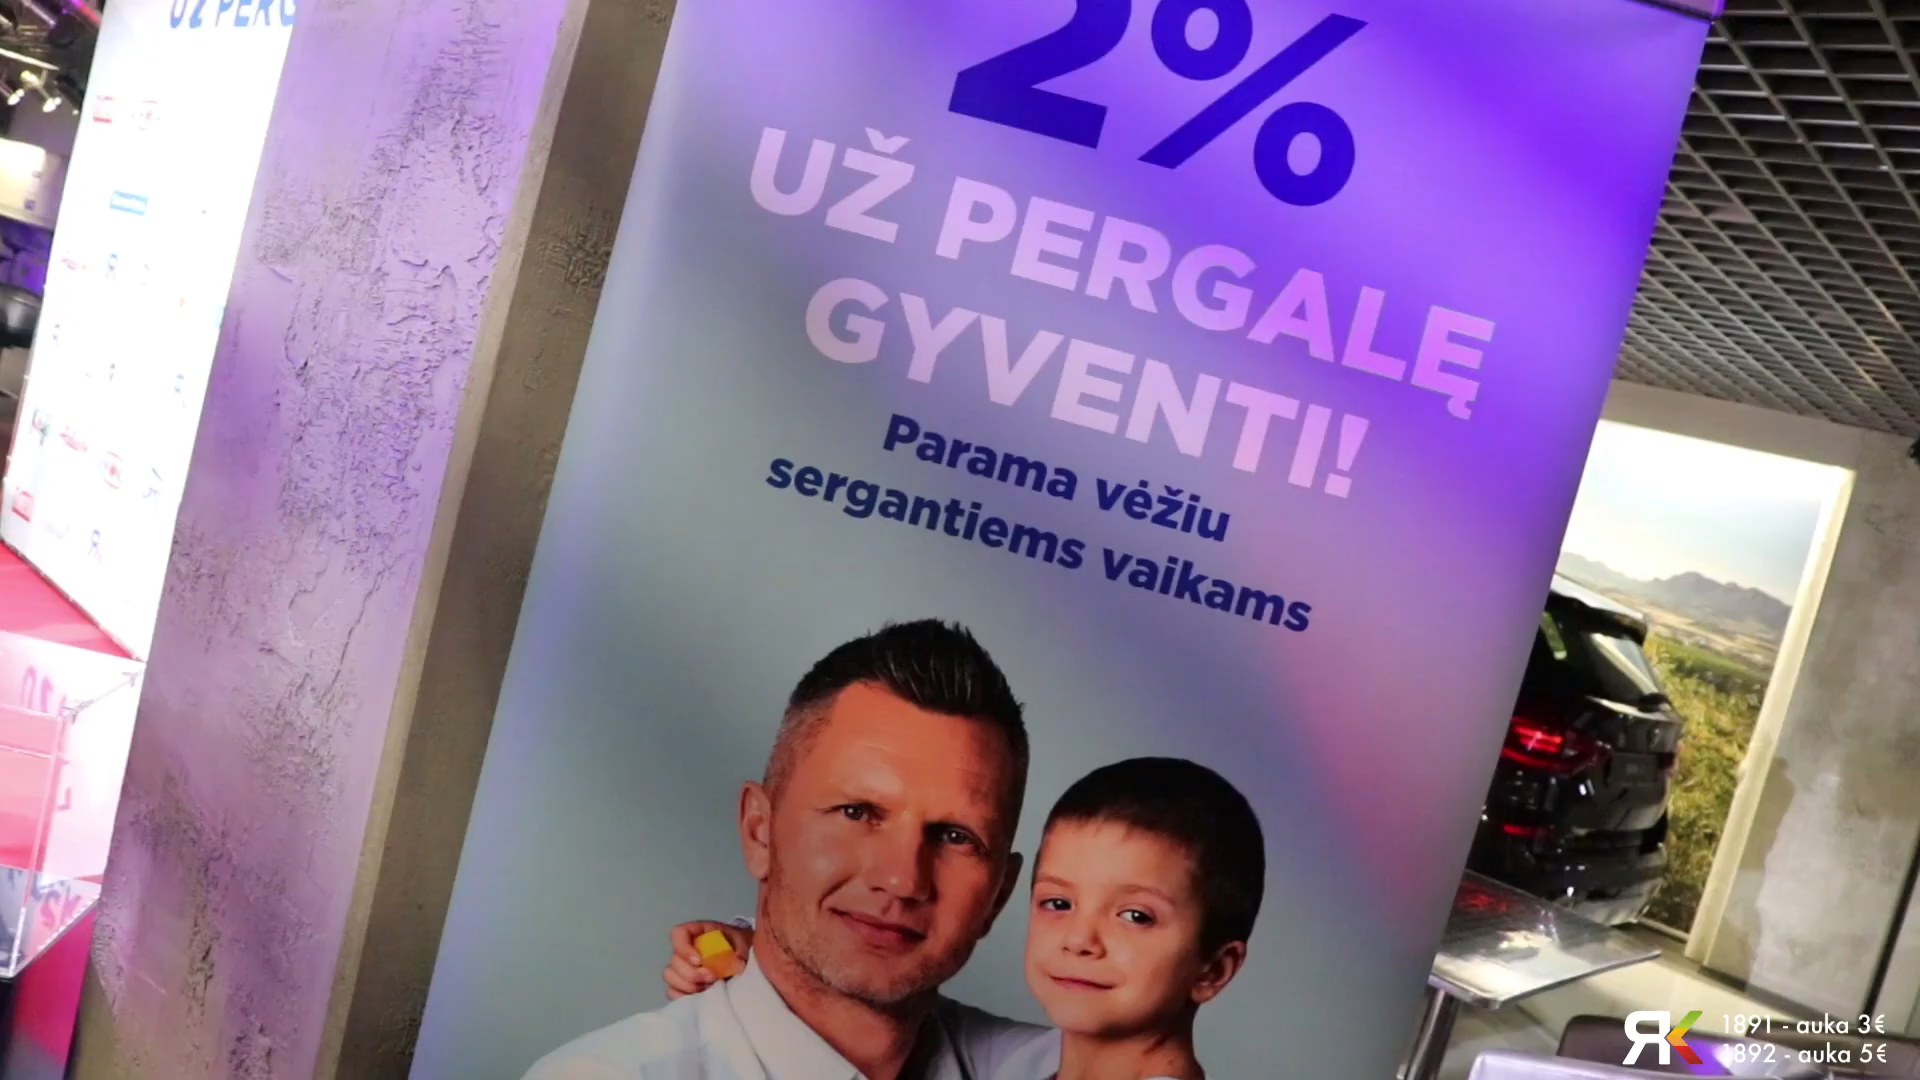 UŽ PERG
2%
UŽ PERGALĘ
GYVENTI!
Parama vėžiu
sergantiems vaikams
1891 - auka 3€
1892 - auka 5€